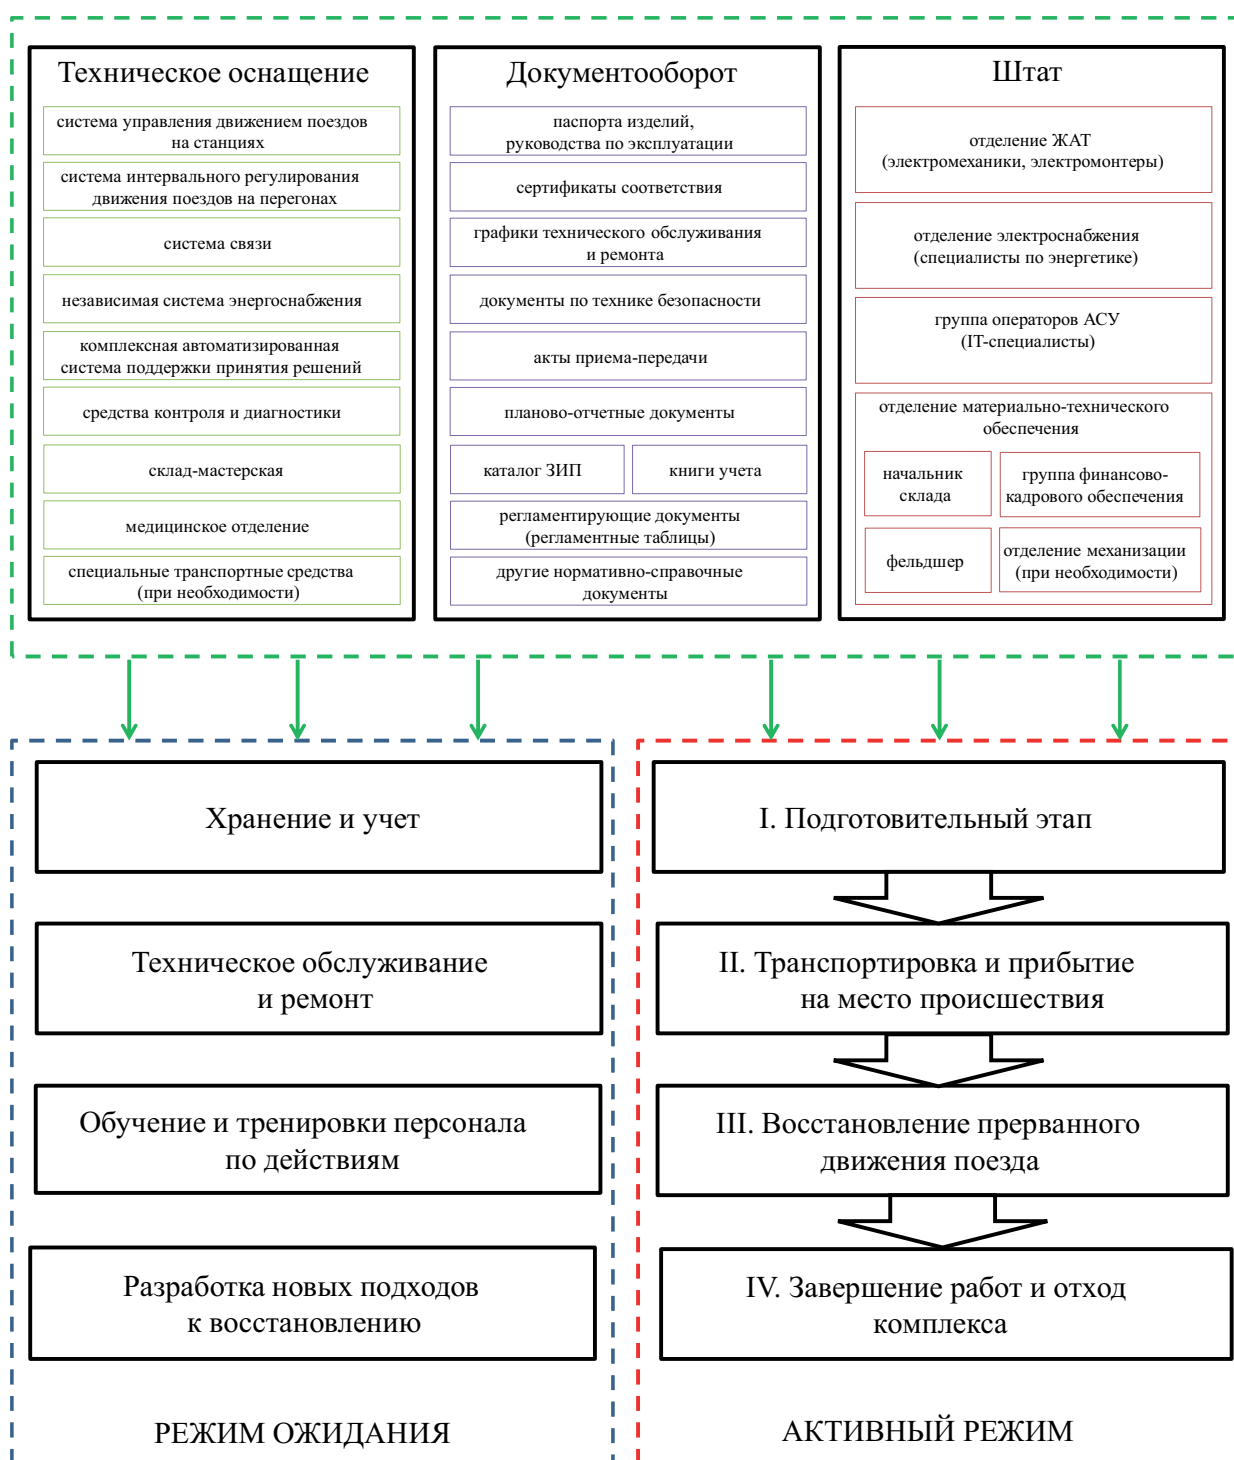 Техническое оснащение
система управления движением поездов
на станциях
система интервального регулирования
движения поездов на перегонах
система связи
независимая система энергоснабжения
комплексная автоматизированная
система поддержки принятия решений
средства контроля и диагностики
склад-мастерская
медицинское отделение
специальные транспортные средства
(при необходимости)
Документооборот
паспорта изделий,
руководства по эксплуатации
сертификаты соответствия
графики технического обслуживания
и ремонта
документы по технике безопасности
акты приема-передачи
планово-отчетные документы
каталог ЗИП
книги учета
регламентирующие документы
(регламентные таблицы)
другие нормативно-справочные
документы
Штат
отделение ЖАТ
(электромеханики, электромонтеры)
отделение электроснабжения
(специалисты по энергетике)
группа операторов АСУ
(IT-специалисты)
отделение материально-технического
обеспечения
начальник
склада
группа финансово-
кадрового обеспечения
фельдшер
отделение механизации
(при необходимости)
Хранение и учет
Техническое обслуживание
и ремонт
Обучение и тренировки персонала
по действиям
Разработка новых подходов
к восстановлению
РЕЖИМ ОЖИДАНИЯ
I. Подготовительный этап
II. Транспортировка и прибытие
на место происшествия
III. Восстановление прерванного
движения поезда
IV. Завершение работ и отход
комплекса
АКТИВНЫЙ РЕЖИМ